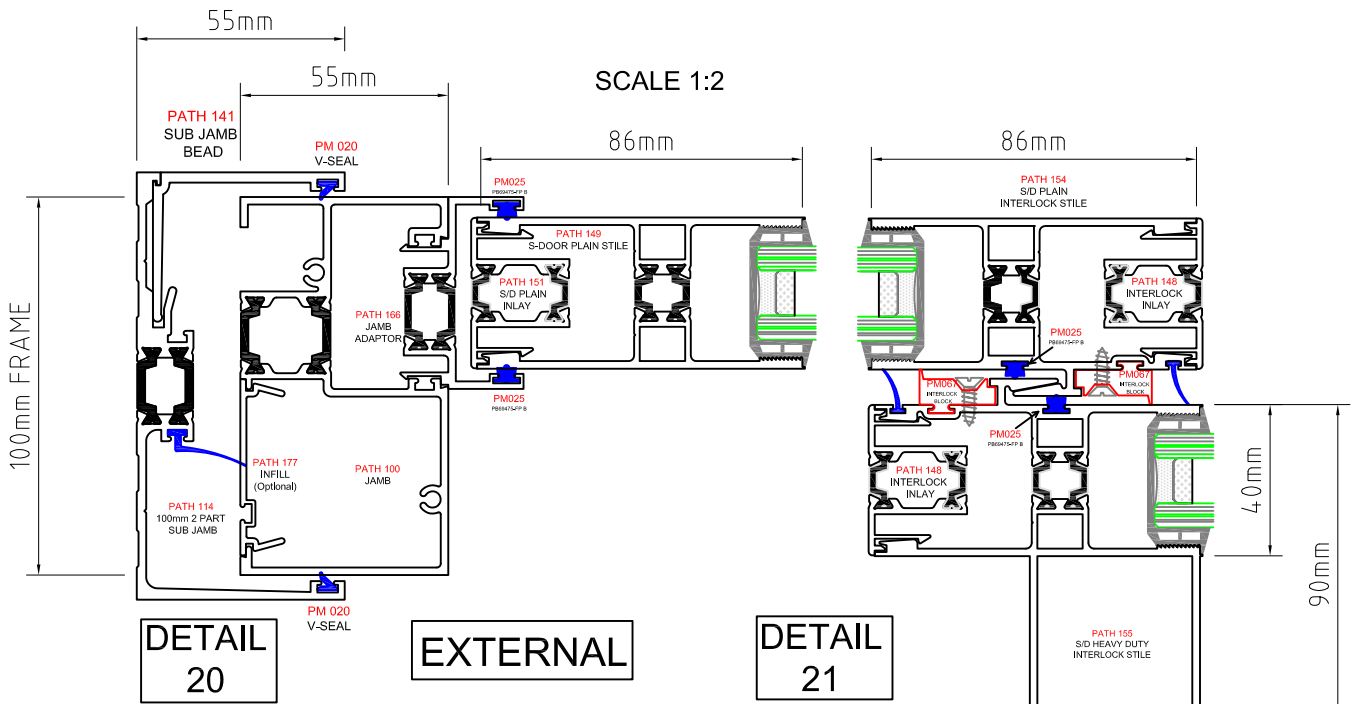 55mm
55mm
SCALE 1:2
86mm
86mm
PATH 141
SUB JAMB
BEAD
PM 020
V-SEAL
PM025
PB69475-FP B
PATH 154
S/D PLAIN
INTERLOCK STILE
PATH 149
S-DOOR PLAIN STILE
PATH 151
S/D PLAIN
INLAY
PATH 148
INTERLOCK
INLAY
PATH 166
JAMB
ADAPTOR
100mm FRAME
PM025
PB69475-FP B
PM025
PB69475-FP B
PM067
INTERLOCK
BLOCK
PM067
INTERLOCK
BLOCK
PM025
PB69475-FP B
PATH 177
INFILL
(Optional)
PATH 100
JAMB
PATH 148
INTERLOCK
INLAY
40mm
PATH 114
100mm 2 PART
SUB JAMB
90mm
PM 020
V-SEAL
DETAIL
20
EXTERNAL
DETAIL
21
PATH 155
S/D HEAVY DUTY
INTERLOCK STILE